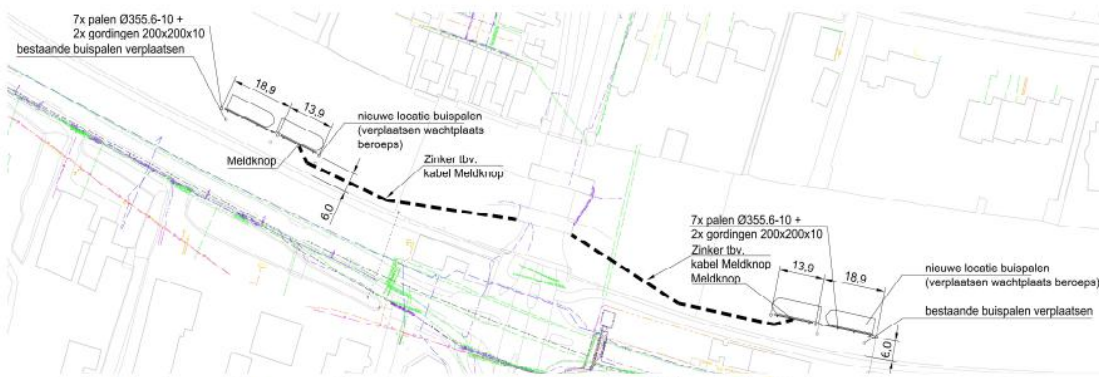 7x palen Ø355.6-10 +
2x gordingen 200x200x10
bestaande buispalen verplaatsen
18,9
13,9
nieuwe locatie buispalen
(verplaatsen wachtplaats
beroeps)
Meldknop
Zinker tbv.
kabel Meldknop
6,0
7x palen Ø355.6-10 +
2x gordingen 200x200x10
Zinker tbv.
kabel Meldknop
Meldknop
13,9
18,9
nieuwe locatie buispalen
(verplaatsen wachtplaats beroeps)
bestaande buispalen verplaatsen
6,0